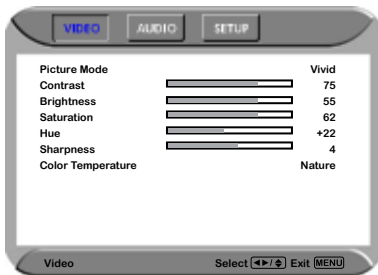 VIDEO AUDIO SETUP
Picture Mode Vivid
Contrast 75
Brightness 55
Saturation 62
Hue +22
Sharpness 4
Color Temperature Nature
Video Select ◄►/⬍ Exit MENU